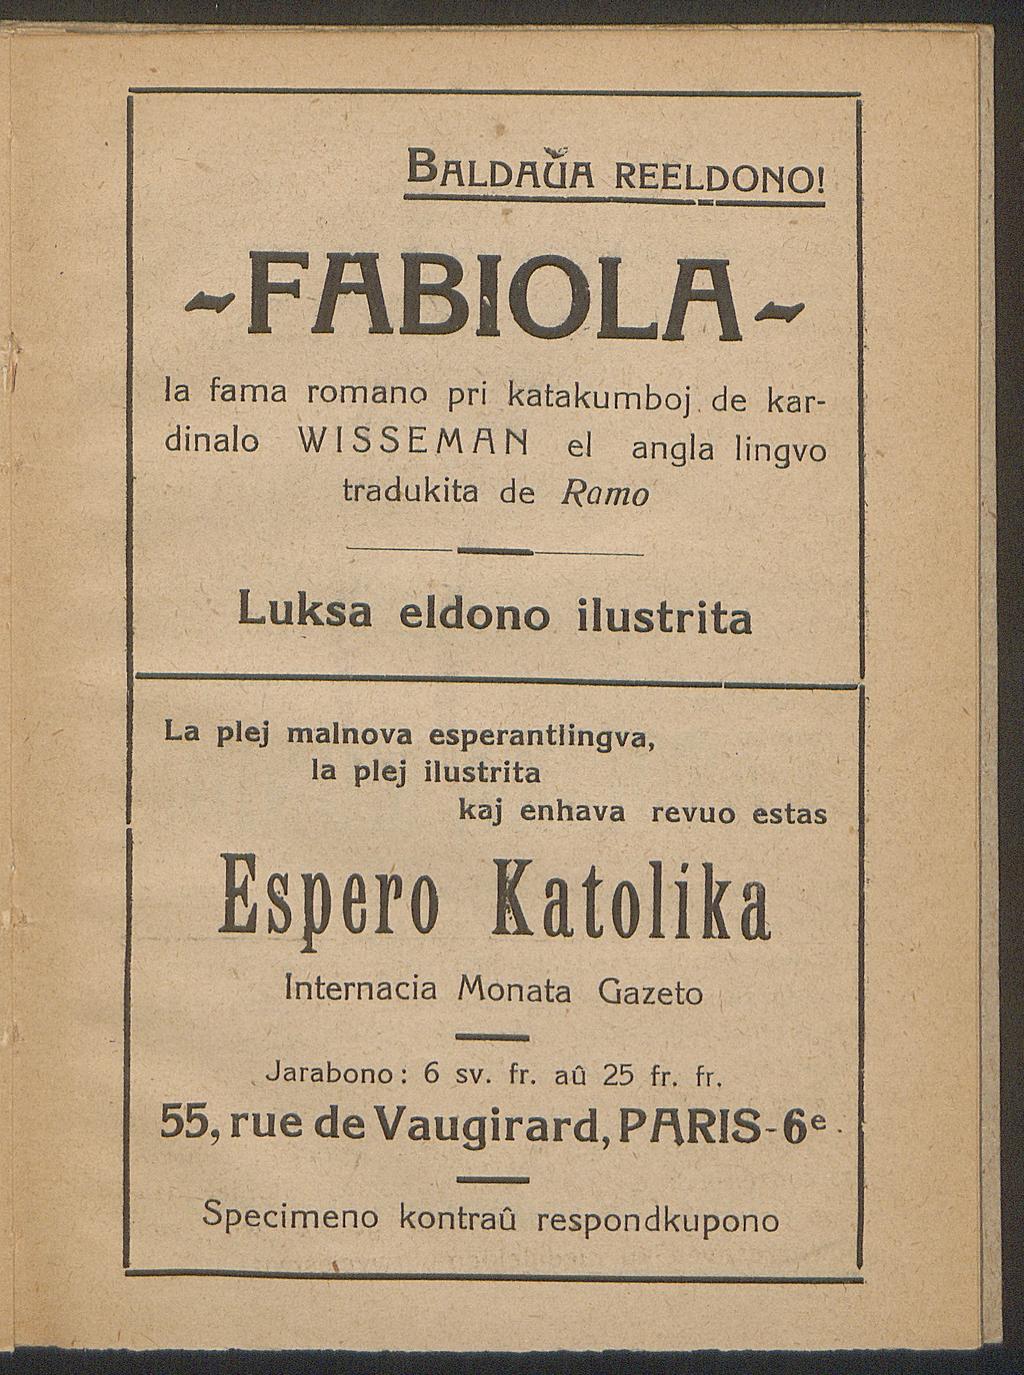 BALDAŬA REELDONO!
~FABIOLA~
la fama romano pri katakumboj de kar-
dinalo WISSEMAN el angla lingvo
tradukita de Ramo
Luksa eldono ilustrita
La plej malnova esperantlingva,
la plej ilustrita
kaj enhava revuo estas
Espero Katolika
Internacia Monata Gazeto
Jarabono: 6 sv. fr. aŭ 25 fr. fr.
55, rue de Vaugirard, PARIS-6e.
Specimeno kontraŭ respondkupono